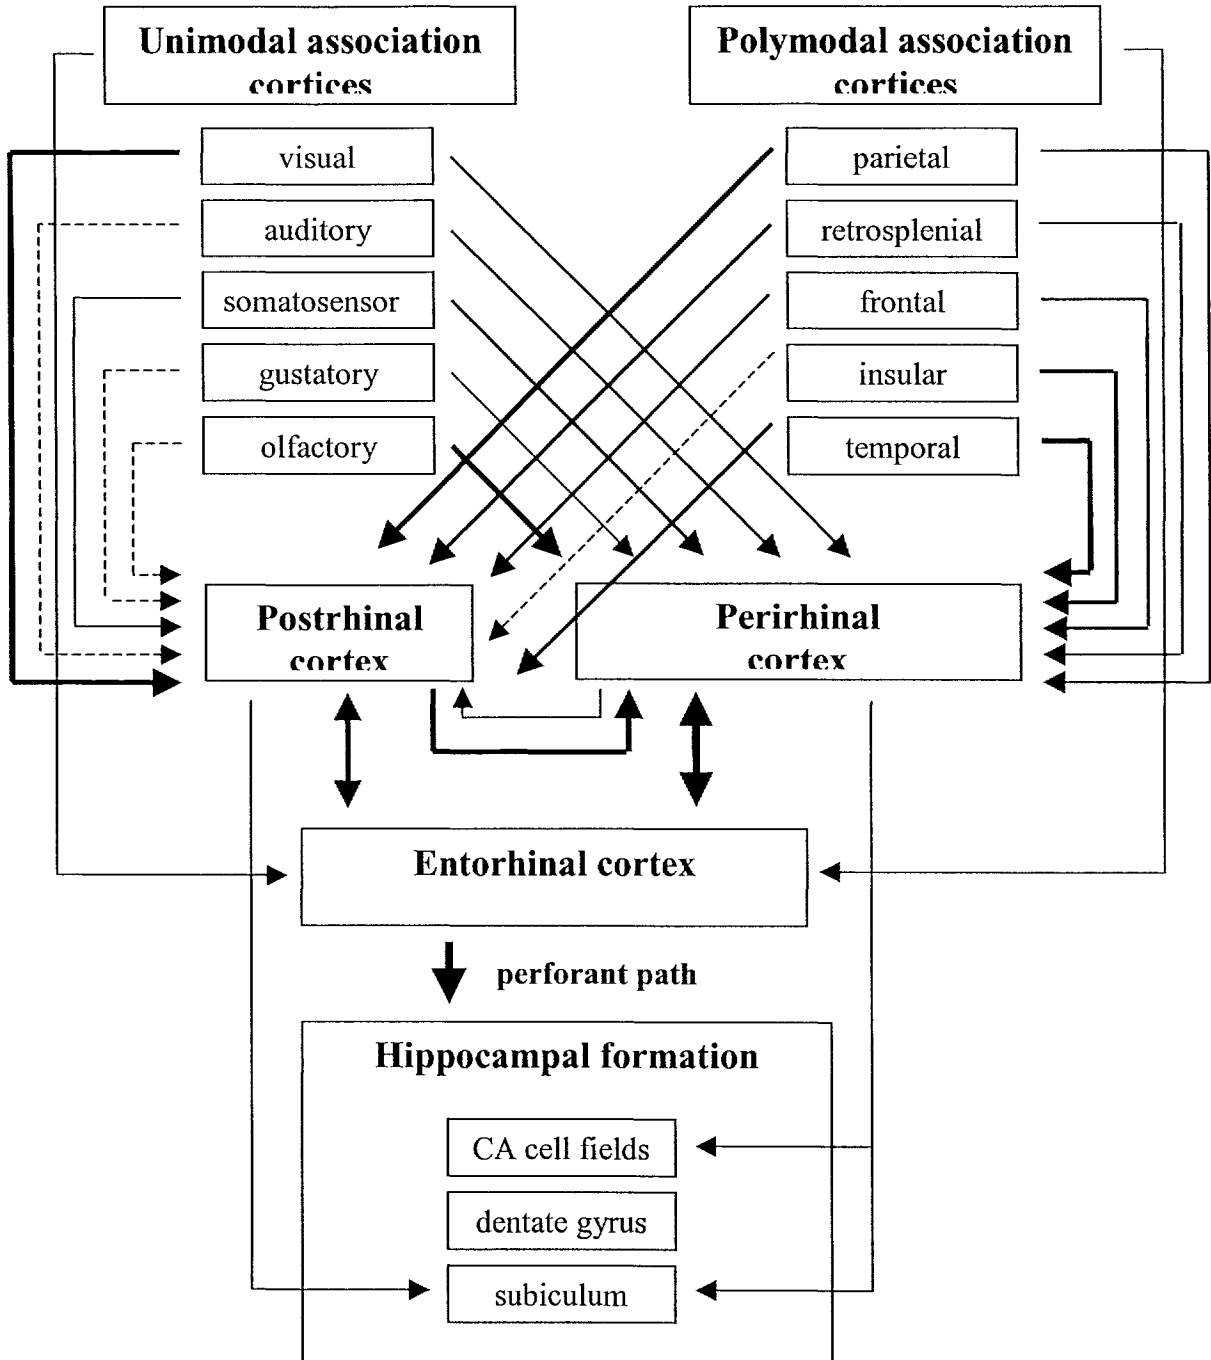 Unimodal association
cortices
Polymodal association
cortices
visual
auditory
somatosensor
gustatory
olfactory
parietal
retrosplenial
frontal
insular
temporal
Postrhinal
cortex
Perirhinal
cortex
Entorhinal cortex
perforant path
Hippocampal formation
CA cell fields
dentate gyrus
subiculum